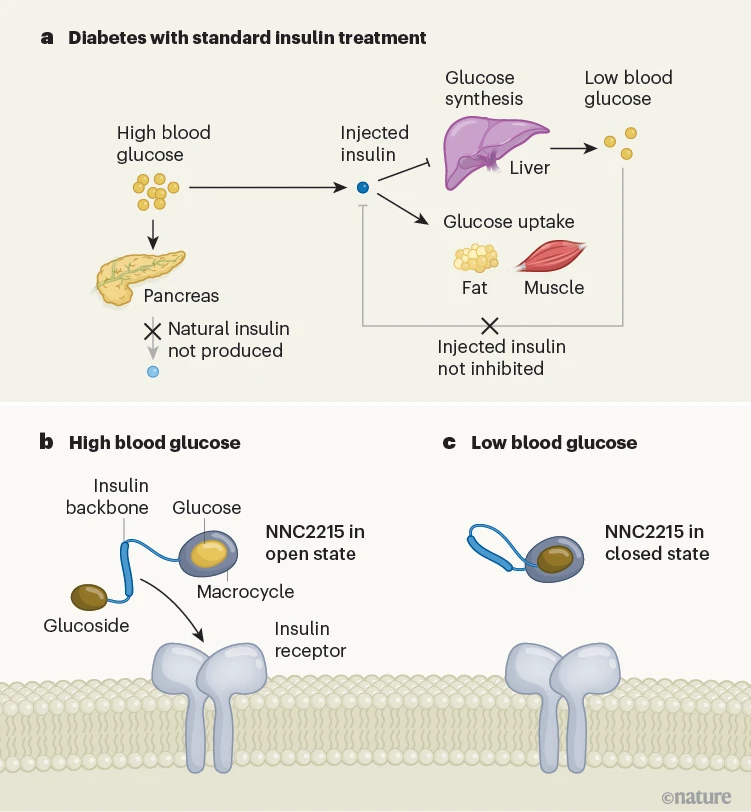 a Diabetes with standard insulin treatment
Glucose
synthesis
Low blood
glucose
High blood
glucose
Injected
insulin
Liver
Glucose uptake
Fat
Muscle
Pancreas
Natural insulin
not produced
Injected insulin
not inhibited
b High blood glucose
Insulin
backbone
Glucose
NNC2215 in
open state
Macrocycle
Glucoside
Insulin
receptor
c Low blood glucose
NNC2215 in
closed state
©nature